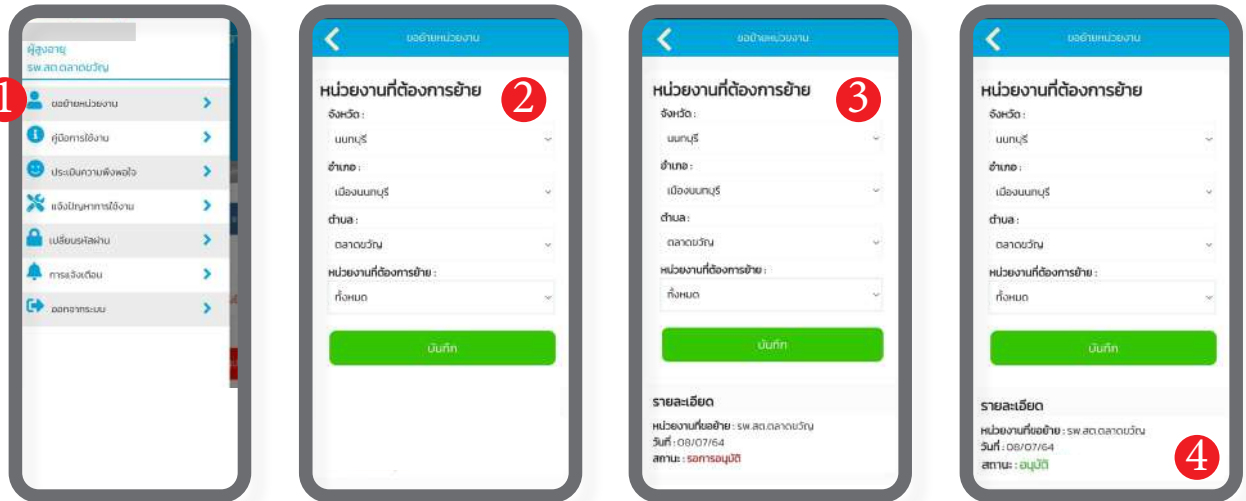 ผู้สูงอายุ
รพ.สต.ตลาดขวัญ
1
ขอย้ายหน่วยงาน
คู่มือการใช้งาน
ประเมินความพึงพอใจ
แจ้งปัญหาการใช้งาน
เปลี่ยนรหัสผ่าน
การแจ้งเตือน
ออกจากระบบ
ขอย้ายหน่วยงาน
หน่วยงานที่ต้องการย้าย
2
จังหวัด :
นนทบุรี
อำเภอ :
เมืองนนทบุรี
ตำบล :
ตลาดขวัญ
หน่วยงานที่ต้องการย้าย :
ทั้งหมด
บันทึก
ขอย้ายหน่วยงาน
หน่วยงานที่ต้องการย้าย
3
จังหวัด :
นนทบุรี
อำเภอ :
เมืองนนทบุรี
ตำบล :
ตลาดขวัญ
หน่วยงานที่ต้องการย้าย :
ทั้งหมด
บันทึก
รายละเอียด
หน่วยงานที่ขอย้าย : รพ.สต.ตลาดขวัญ
วันที่ : 08/07/64
สถานะ : รอการอนุมัติ
ขอย้ายหน่วยงาน
หน่วยงานที่ต้องการย้าย
จังหวัด :
นนทบุรี
อำเภอ :
เมืองนนทบุรี
ตำบล :
ตลาดขวัญ
หน่วยงานที่ต้องการย้าย :
ทั้งหมด
บันทึก
รายละเอียด
หน่วยงานที่ขอย้าย : รพ.สต.ตลาดขวัญ
วันที่ : 08/07/64
สถานะ : อนุมัติ
4